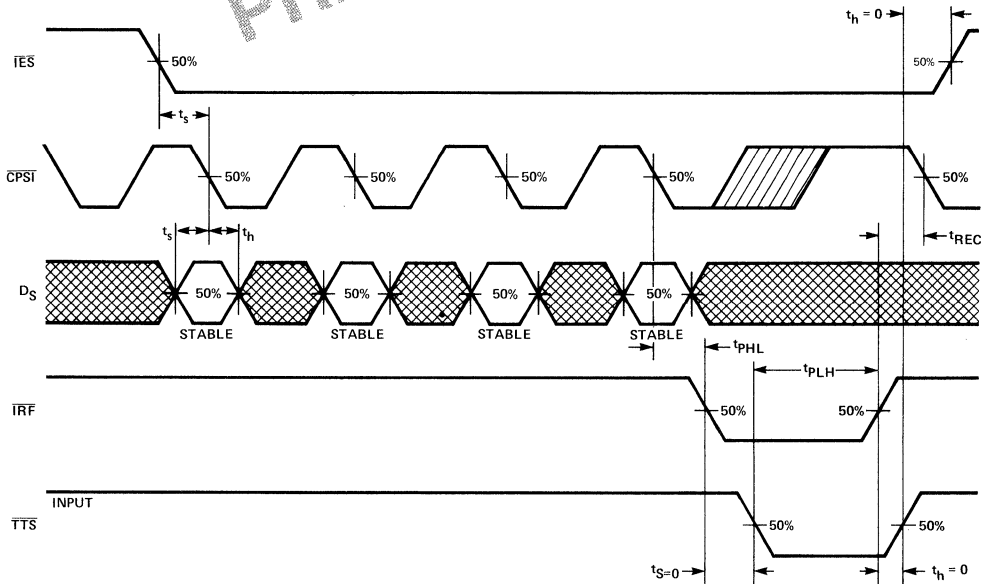 t_h = 0
IES
50%
50%
t_s
CPSI
50%
50%
50%
50%
50%
t_s
t_h
t_REC
D_S
50%
50%
50%
50%
STABLE
STABLE
STABLE
STABLE
t_PHL
t_PLH
IRF
50%
50%
INPUT
TTS
50%
50%
t_S=0
t_h = 0